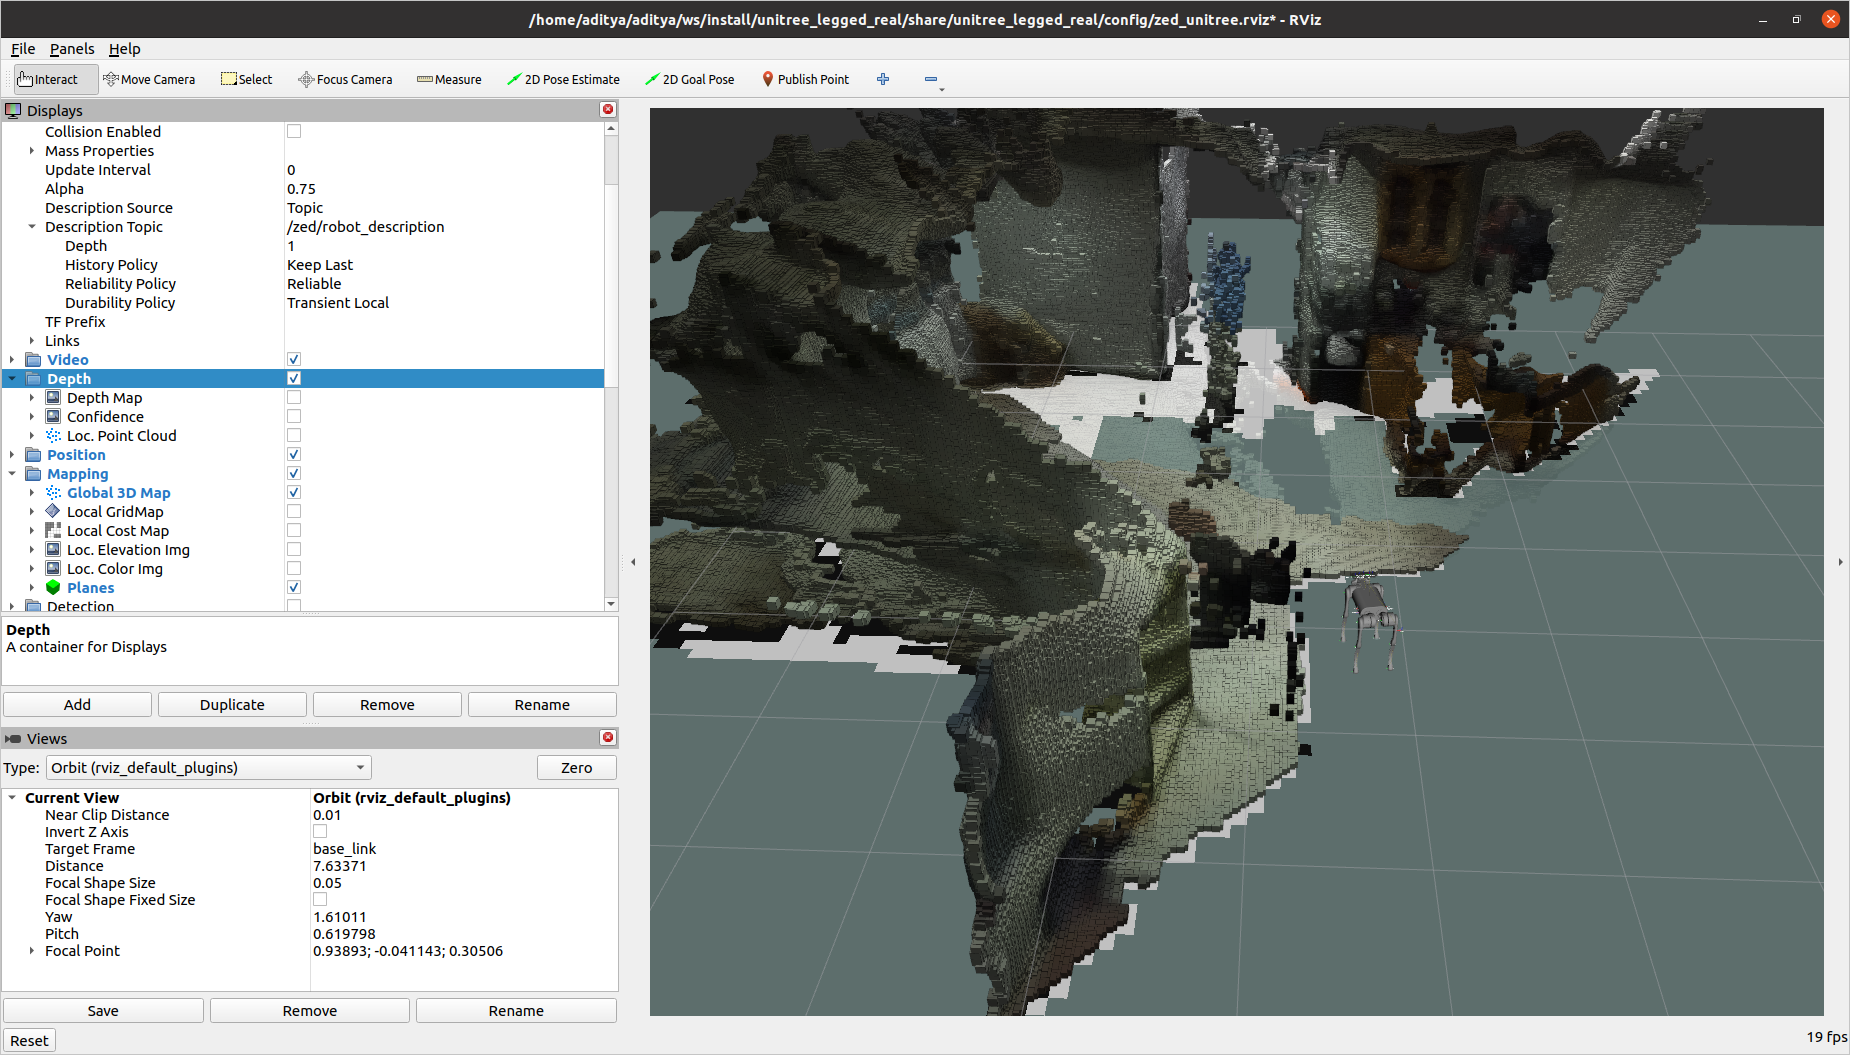 /home/aditya/aditya/ws/install/unitree_legged_real/share/unitree_legged_real/config/zed_unitree.rviz* - RViz
File Panels Help
Interact Move Camera Select Focus Camera Measure 2D Pose Estimate 2D Goal Pose Publish Point
Displays
Collision Enabled
Mass Properties
Update Interval 0
Alpha 0.75
Description Source Topic
Description Topic /zed/robot_description
Depth 1
History Policy Keep Last
Reliability Policy Reliable
Durability Policy Transient Local
TF Prefix
Links
Video
Depth
Depth Map
Confidence
Loc. Point Cloud
Position
Mapping
Global 3D Map
Local GridMap
Local Cost Map
Loc. Elevation Img
Loc. Color Img
Planes
Detection
Depth
A container for Displays
Add Duplicate Remove Rename
Views
Type: Orbit (rviz_default_plugins) Zero
Current View Orbit (rviz_default_plugins)
Near Clip Distance 0.01
Invert Z Axis
Target Frame base_link
Distance 7.63371
Focal Shape Size 0.05
Focal Shape Fixed Size
Yaw 1.61011
Pitch 0.619798
Focal Point 0.93893; -0.041143; 0.30506
Save Remove Rename
Reset
19 fps